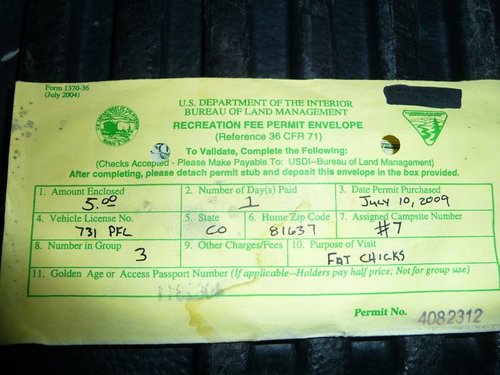 Form 1370-36
(July 2004)
U.S. DEPARTMENT OF THE INTERIOR
BUREAU OF LAND MANAGEMENT
RECREATION FEE PERMIT ENVELOPE
(Reference 36 CFR 71)
To Validate, Complete the Following:
(Checks Accepted - Please Make Payable To: USDI--Bureau of Land Management)
After completing, please detach permit stub and deposit this envelope in the box provided.
1. Amount Enclosed 2. Number of Day(s) Paid 3. Date Permit Purchased
5.00 1 JULY 10, 2009
4. Vehicle License No. 5. State 6. Home Zip Code 7. Assigned Campsite Number
731 PFL CO 81637 #7
8. Number in Group 9. Other Charges/Fees 10. Purpose of Visit
3 FAT CHICKS
11. Golden Age or Access Passport Number (If applicable--Holders pay half price; Not for group use)
Permit No. 4082312